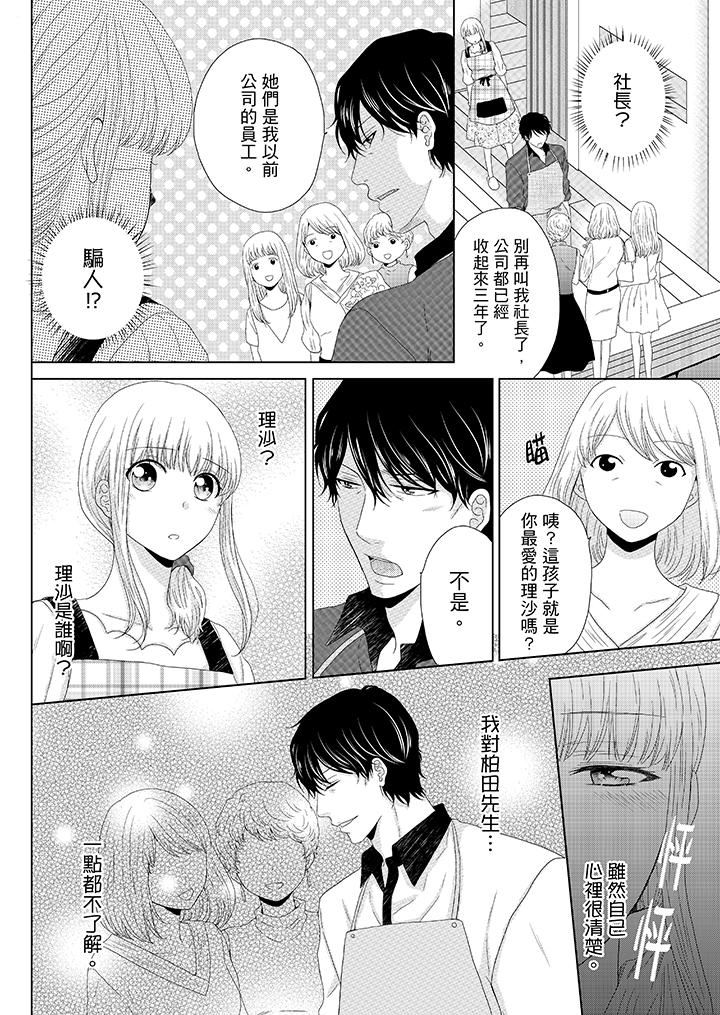 社長？
別再叫我社長了，
公司都已經
收起來三年了。
她們是我以前
公司的員工。
騙人！？
瞄
咦？這孩子就是
你最愛的理沙嗎？
不是。
理沙？
理沙是誰啊？
怦怦
雖然自己
心裡很清楚。
我對柏田先生…
一點都不了解。